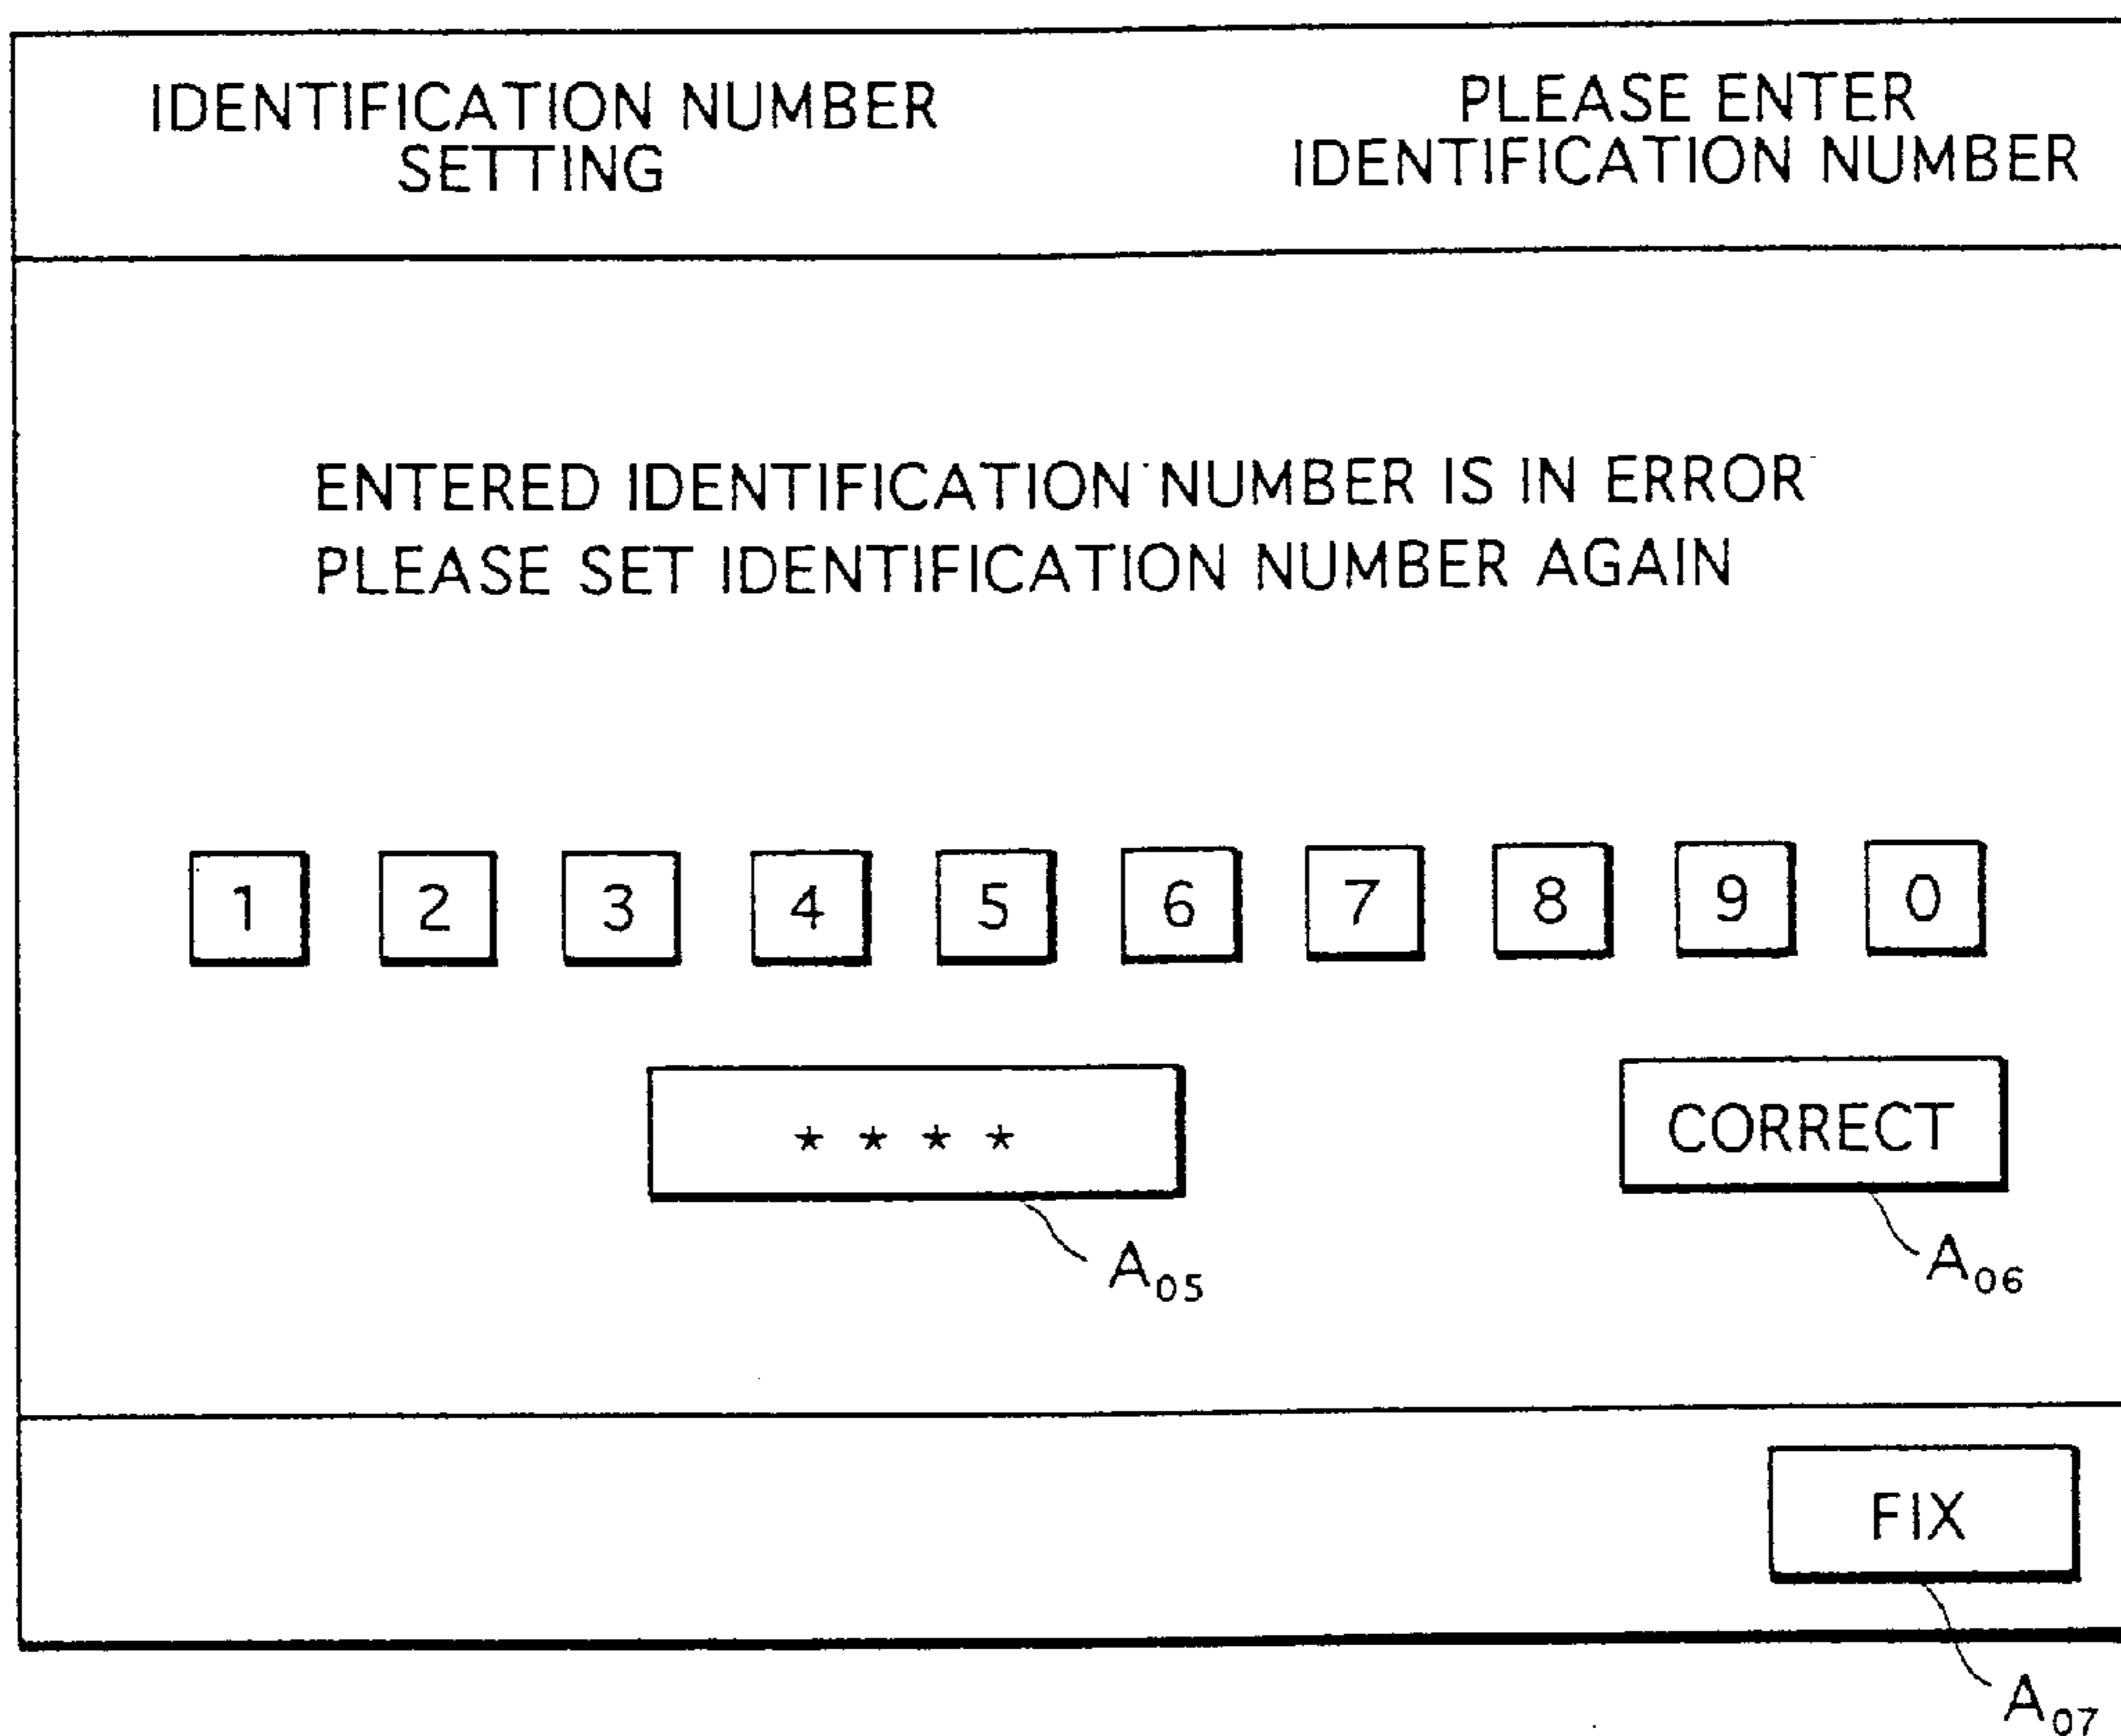 IDENTIFICATION NUMBER
SETTING
PLEASE ENTER
IDENTIFICATION NUMBER
ENTERED IDENTIFICATION NUMBER IS IN ERROR
PLEASE SET IDENTIFICATION NUMBER AGAIN
1 2 3 4 5 6 7 8 9 0
* * * * CORRECT
A05 A06
FIX
A07